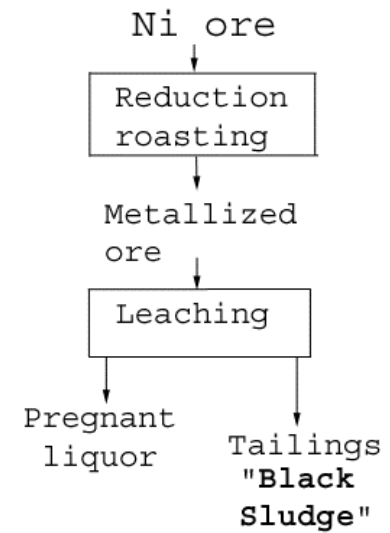 Ni ore
Reduction
roasting
Metallized
ore
Leaching
Pregnant
liquor
Tailings
"Black
Sludge"